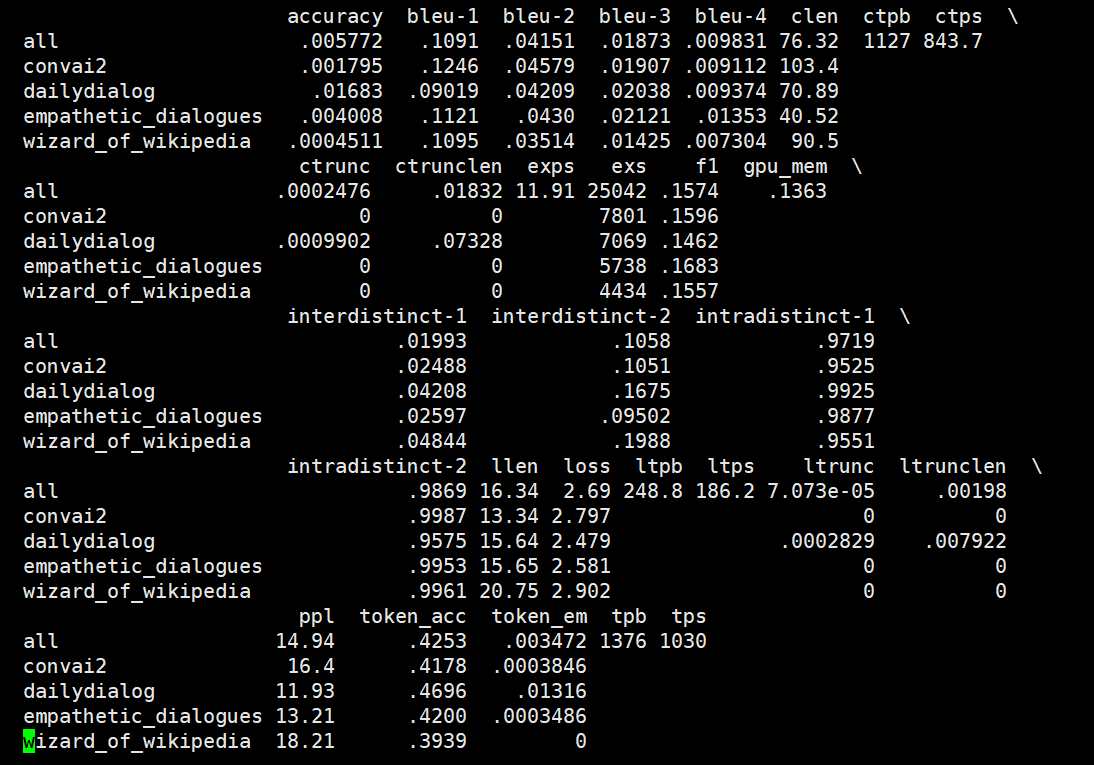 accuracy bleu-1 bleu-2 bleu-3 bleu-4 clen ctpb ctps \
all .005772 .1091 .04151 .01873 .009831 76.32 1127 843.7
convai2 .001795 .1246 .04579 .01907 .009112 103.4
dailydialog .01683 .09019 .04209 .02038 .009374 70.89
empathetic_dialogues .004008 .1121 .0430 .02121 .01353 40.52
wizard_of_wikipedia .0004511 .1095 .03514 .01425 .007304 90.5
ctrunc ctrunclen exps exs f1 gpu_mem \
all .0002476 .01832 11.91 25042 .1574 .1363
convai2 0 0 7801 .1596
dailydialog .0009902 .07328 7069 .1462
empathetic_dialogues 0 0 5738 .1683
wizard_of_wikipedia 0 0 4434 .1557
interdistinct-1 interdistinct-2 intradistinct-1 \
all .01993 .1058 .9719
convai2 .02488 .1051 .9525
dailydialog .04208 .1675 .9925
empathetic_dialogues .02597 .09502 .9877
wizard_of_wikipedia .04844 .1988 .9551
intradistinct-2 llen loss ltpb ltps ltrunc ltrunclen \
all .9869 16.34 2.69 248.8 186.2 7.073e-05 .00198
convai2 .9987 13.34 2.797 0 0
dailydialog .9575 15.64 2.479 .0002829 .007922
empathetic_dialogues .9953 15.65 2.581 0 0
wizard_of_wikipedia .9961 20.75 2.902 0 0
ppl token_acc token_em tpb tps
all 14.94 .4253 .003472 1376 1030
convai2 16.4 .4178 .0003846
dailydialog 11.93 .4696 .01316
empathetic_dialogues 13.21 .4200 .0003486
wizard_of_wikipedia 18.21 .3939 0